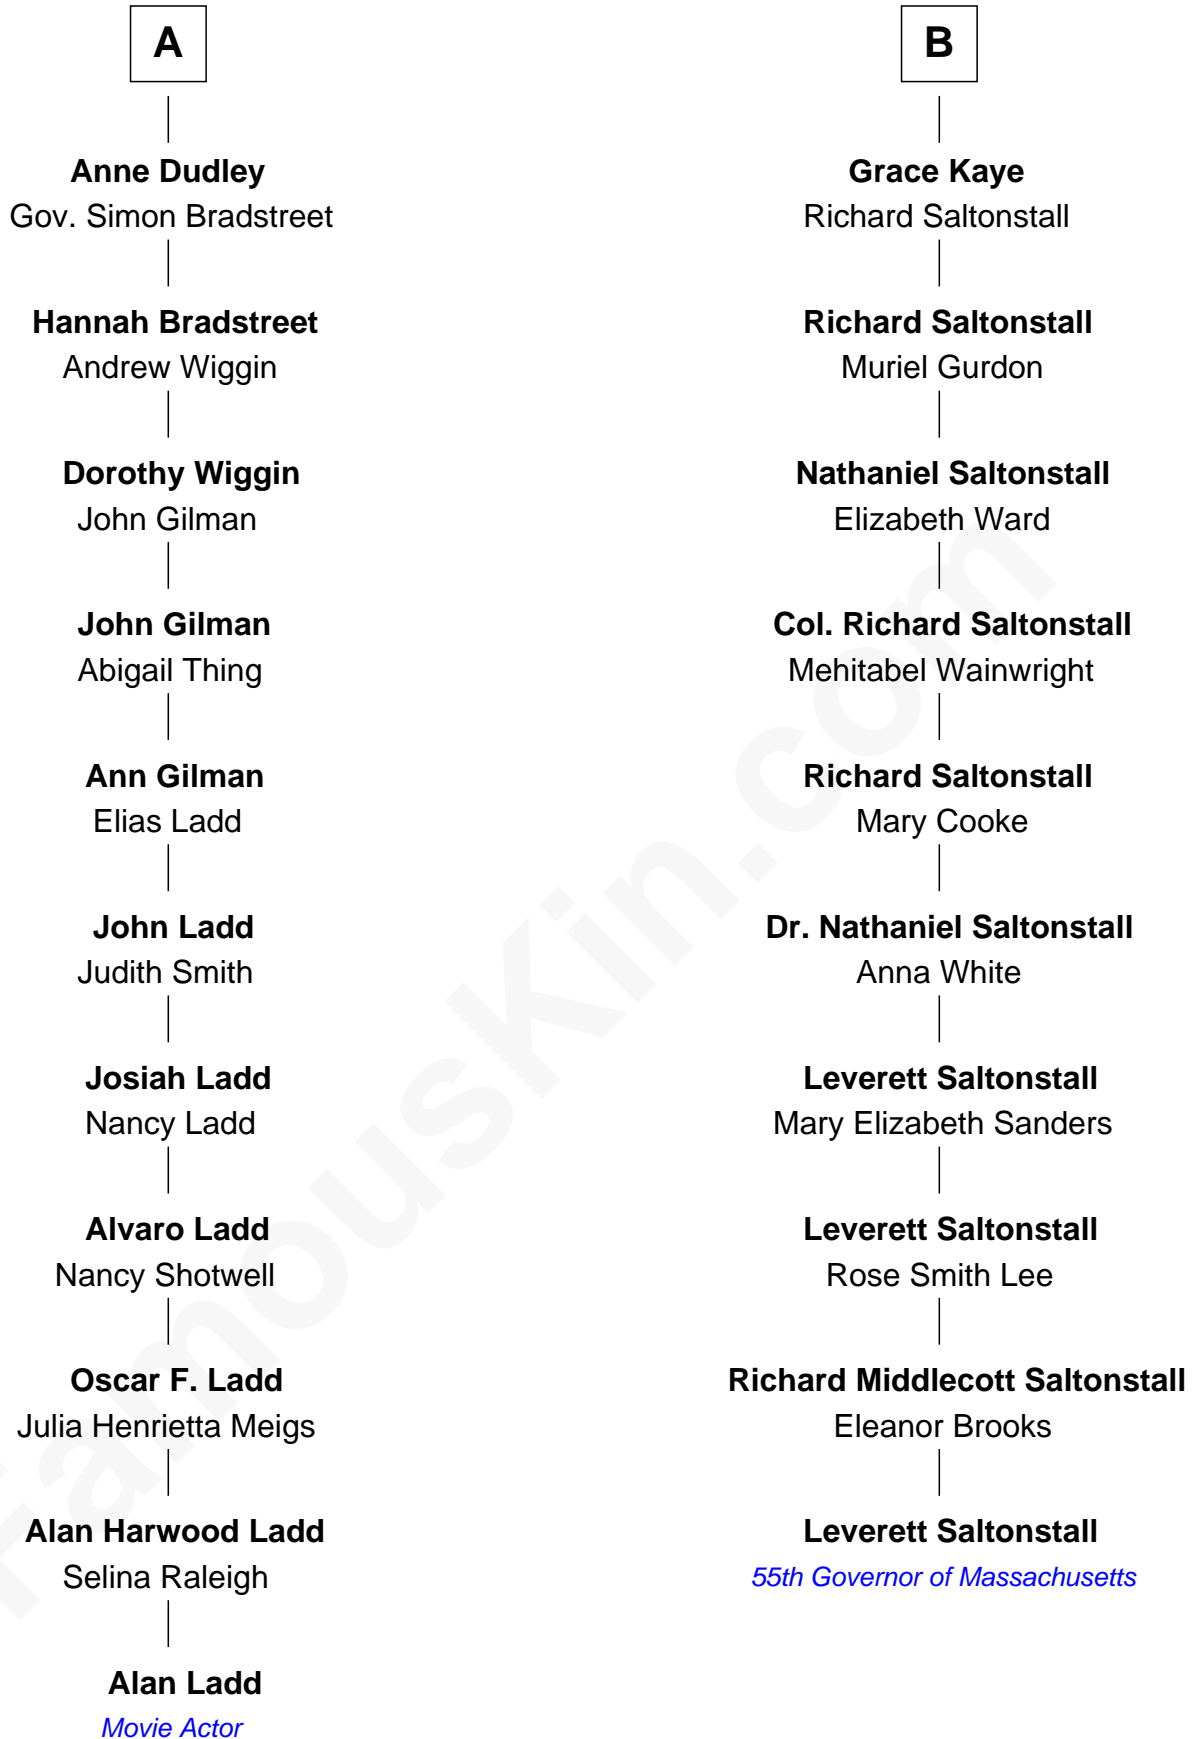 A
Anne Dudley
Gov. Simon Bradstreet
Hannah Bradstreet
Andrew Wiggin
Dorothy Wiggin
John Gilman
John Gilman
Abigail Thing
Ann Gilman
Elias Ladd
John Ladd
Judith Smith
Josiah Ladd
Nancy Ladd
Alvaro Ladd
Nancy Shotwell
Oscar F. Ladd
Julia Henrietta Meigs
Alan Harwood Ladd
Selina Raleigh
Alan Ladd
Movie Actor
B
Grace Kaye
Richard Saltonstall
Richard Saltonstall
Muriel Gurdon
Nathaniel Saltonstall
Elizabeth Ward
Col. Richard Saltonstall
Mehitabel Wainwright
Richard Saltonstall
Mary Cooke
Dr. Nathaniel Saltonstall
Anna White
Leverett Saltonstall
Mary Elizabeth Sanders
Leverett Saltonstall
Rose Smith Lee
Richard Middlecott Saltonstall
Eleanor Brooks
Leverett Saltonstall
55th Governor of Massachusetts
FamousKin.com